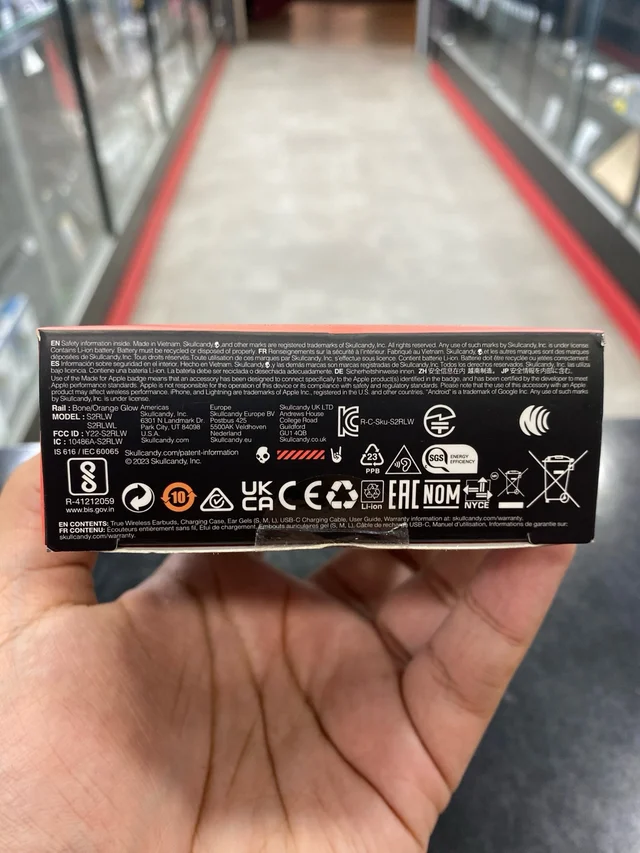 EN Safety information inside. Made in Vietnam. Skullcandy, and other marks are registered trademarks of Skullcandy, Inc. All rights reserved. Any use of such marks by Skullcandy, Inc. is under license.
Contains Li-ion battery. Battery must be recycled or disposed of properly. FR Renseignements sur la sécurité à l'intérieur. Fabriqué au Vietnam. Skullcandy, et les autres marques sont des marques
déposées de Skullcandy, Inc. Tous droits réservés. Toute utilisation de ces marques par Skullcandy, Inc. s'effectue sous licence. Contient batterie Li-ion. La batterie doit être recyclée ou jetée correctement.
ES Información sobre seguridad en el interior. Hecho en Vietnam. Skullcandy, y las demás marcas son marcas registradas de Skullcandy, Inc. Todos los derechos reservados. El uso de tales marcas por Skullcandy, Inc. se realiza
bajo licencia. Contiene una batería Li-ion. La batería debe ser reciclada o desechada adecuadamente. DE Sicherheitshinweis
Use of the Made for Apple badge means that an accessory has been designed to connect specifically to the Apple product(s) identified in the badge, and has been certified by the developer to meet
Apple performance standards. Apple is not responsible for the operation of this device or its compliance with safety and regulatory standards. Please note that the use of this accessory with an Apple
product may affect wireless performance. iPhone, and Lightning are trademarks of Apple Inc., registered in the U.S. and other countries. "Android" is a trademark of Google Inc. Any use of such marks
by Skullcandy, Inc. is under license.
Rail : Bone/Orange Glow
MODEL : S2RLW
S2RLWL
FCC ID : Y22-S2RLW
IC : 10486A-S2RLW
IS 616 / IEC 60065
Americas
Skullcandy, Inc.
6301 N Landmark Dr.
Park City, UT 84098
U.S.A.
Skullcandy.com
Europe
Skullcandy Europe BV
Postbus 425
5500AK Veldhoven
Nederland
Skullcandy.eu
Skullcandy UK LTD
Andrews House
College Road
Guildford
GU1 4QB
Skullcandy.co.uk
R-C-Sku-S2RLW
Skullcandy.com/patent-information
© 2023 Skullcandy, Inc.
23
PPB
SGS ENERGY EFFICIENCY
R-41212059
www.bis.gov.in
10
UK CA
CE
Li-ion
EAC
NOM
NYCE
EN CONTENTS: True Wireless Earbuds, Charging Case, Ear Gels (S, M, L), USB-C Charging Cable, User Guide, Warranty information at: skullcandy.com/warranty.
FR CONTENU: Écouteurs entièrement sans fil, Etui de chargement, Embouts auriculaires gel (S, M, L), Câble de recharge USB-C, Manuel d'utilisation, Informations de garantie sur:
skullcandy.com/warranty.